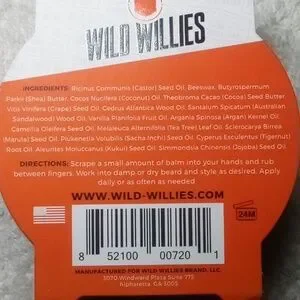 WILD WILLIES
INGREDIENTS: Ricinus Communis (Castor) Seed Oil, Beeswax, Butyrospermum
Parkii (Shea) Butter, Cocos Nucifera (Coconut) Oil, Theobroma Cacao (Cocoa) Seed Butter
Vitis Vinifera (Grape) Seed Oil, Cedrus Atlantica Wood Oil, Santalum Spicatum (Australian
Sandalwood) Wood Oil, Vanilla Planifolia Fruit Oil, Argania Spinosa (Argan) Kernel Oil,
Camellia Oleifera Seed Oil, Melaleuca Alternifolia (Tea Tree) Leaf Oil, Sclerocarya Birrea
(Marula) Seed Oil, Plukenetia Volubilis (Sacha Inchi) Seed Oil, Cyperus Esculentus (Tigernut)
Root Oil, Aleurites Moluccanus (Kukui) Seed Oil, Simmondsia Chinensis (Jojoba) Seed Oil
DIRECTIONS: Scrape a small amount of balm into your hands and rub
between fingers. Work into damp or dry beard and style as desired. Apply
daily or as often as needed
WWW.WILD-WILLIES.COM
24M
8 52100 00720 1
MANUFACTURED FOR WILD WILLIES BRAND, LLC.
3070 Windward Plaza Suite 775
Alpharetta, GA 30005